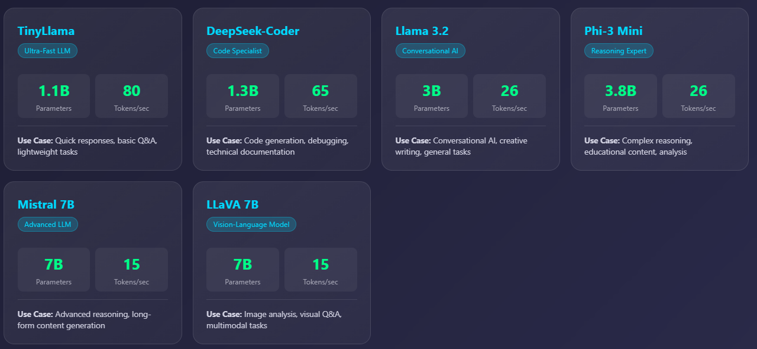 TinyLlama
Ultra-Fast LLM
1.1B
Parameters
80
Tokens/sec
Use Case: Quick responses, basic Q&A,
lightweight tasks
DeepSeek-Coder
Code Specialist
1.3B
Parameters
65
Tokens/sec
Use Case: Code generation, debugging,
technical documentation
Llama 3.2
Conversational AI
3B
Parameters
26
Tokens/sec
Use Case: Conversational AI, creative
writing, general tasks
Phi-3 Mini
Reasoning Expert
3.8B
Parameters
26
Tokens/sec
Use Case: Complex reasoning,
educational content, analysis
Mistral 7B
Advanced LLM
7B
Parameters
15
Tokens/sec
Use Case: Advanced reasoning, long-
form content generation
LLaVA 7B
Vision-Language Model
7B
Parameters
15
Tokens/sec
Use Case: Image analysis, visual Q&A,
multimodal tasks